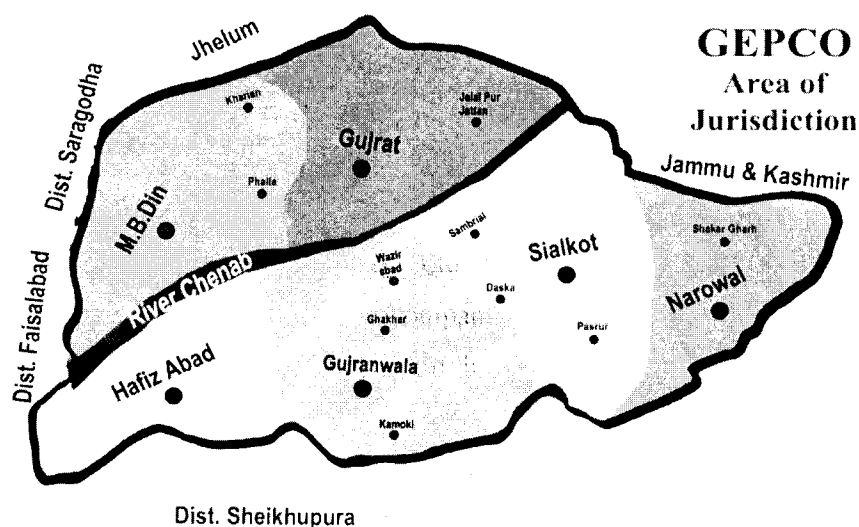 GEPCO
Area of
Jurisdiction
Jhelum
Dist. Saragodha
Kharian
Jalal Pur
Jattan
Gujrat
Jammu & Kashmir
Phalia
M.B.Din
Sambrial
Shakar Gharh
Wazir
abad
Sialkot
River Chenab
Daska
Narowal
Dist. Faisalabad
Ghakhar
Pasrur
Hafiz Abad
Gujranwala
Kamoki
Dist. Sheikhupura